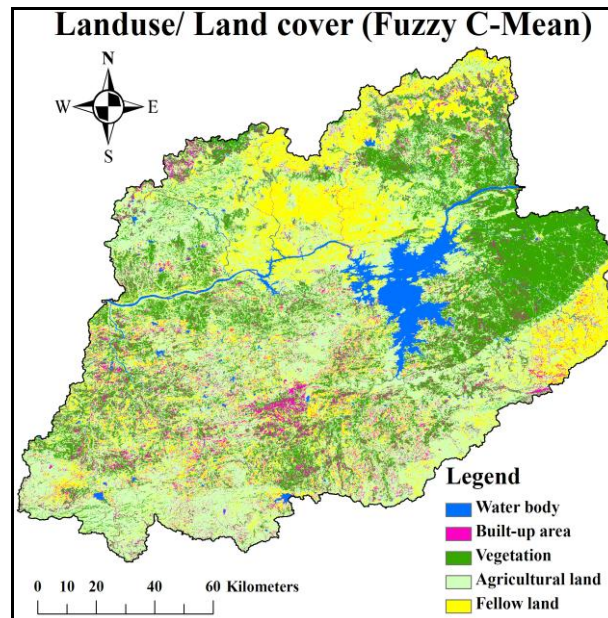 Landuse/ Land cover (Fuzzy C-Mean)
N
W E
S
Legend
Water body
Built-up area
Vegetation
Agricultural land
Fellow land
0 20 40 60 Kilometers